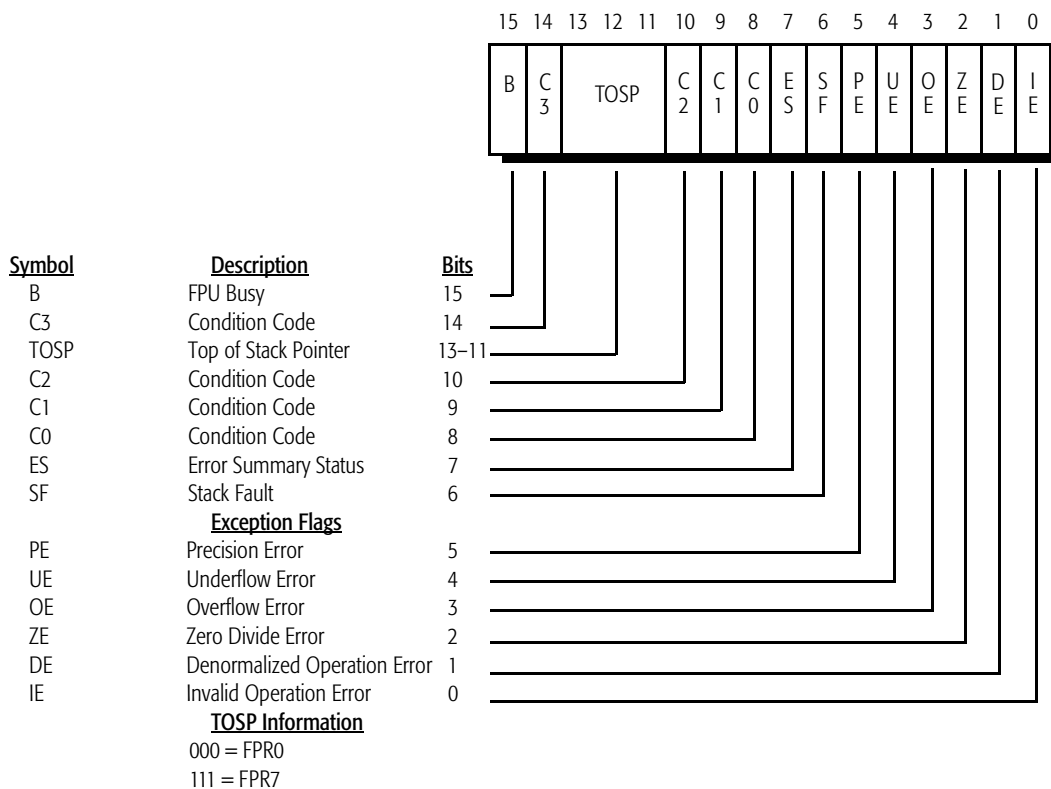 15 14 13 12 11 10 9 8 7 6 5 4 3 2 1 0
B C3 TOSP C2 C1 C0 ES SF PE UE OE ZE DE IE
Symbol Description Bits
B FPU Busy 15
C3 Condition Code 14
TOSP Top of Stack Pointer 13–11
C2 Condition Code 10
C1 Condition Code 9
C0 Condition Code 8
ES Error Summary Status 7
SF Stack Fault 6
Exception Flags
PE Precision Error 5
UE Underflow Error 4
OE Overflow Error 3
ZE Zero Divide Error 2
DE Denormalized Operation Error 1
IE Invalid Operation Error 0
TOSP Information
000 = FPR0
111 = FPR7